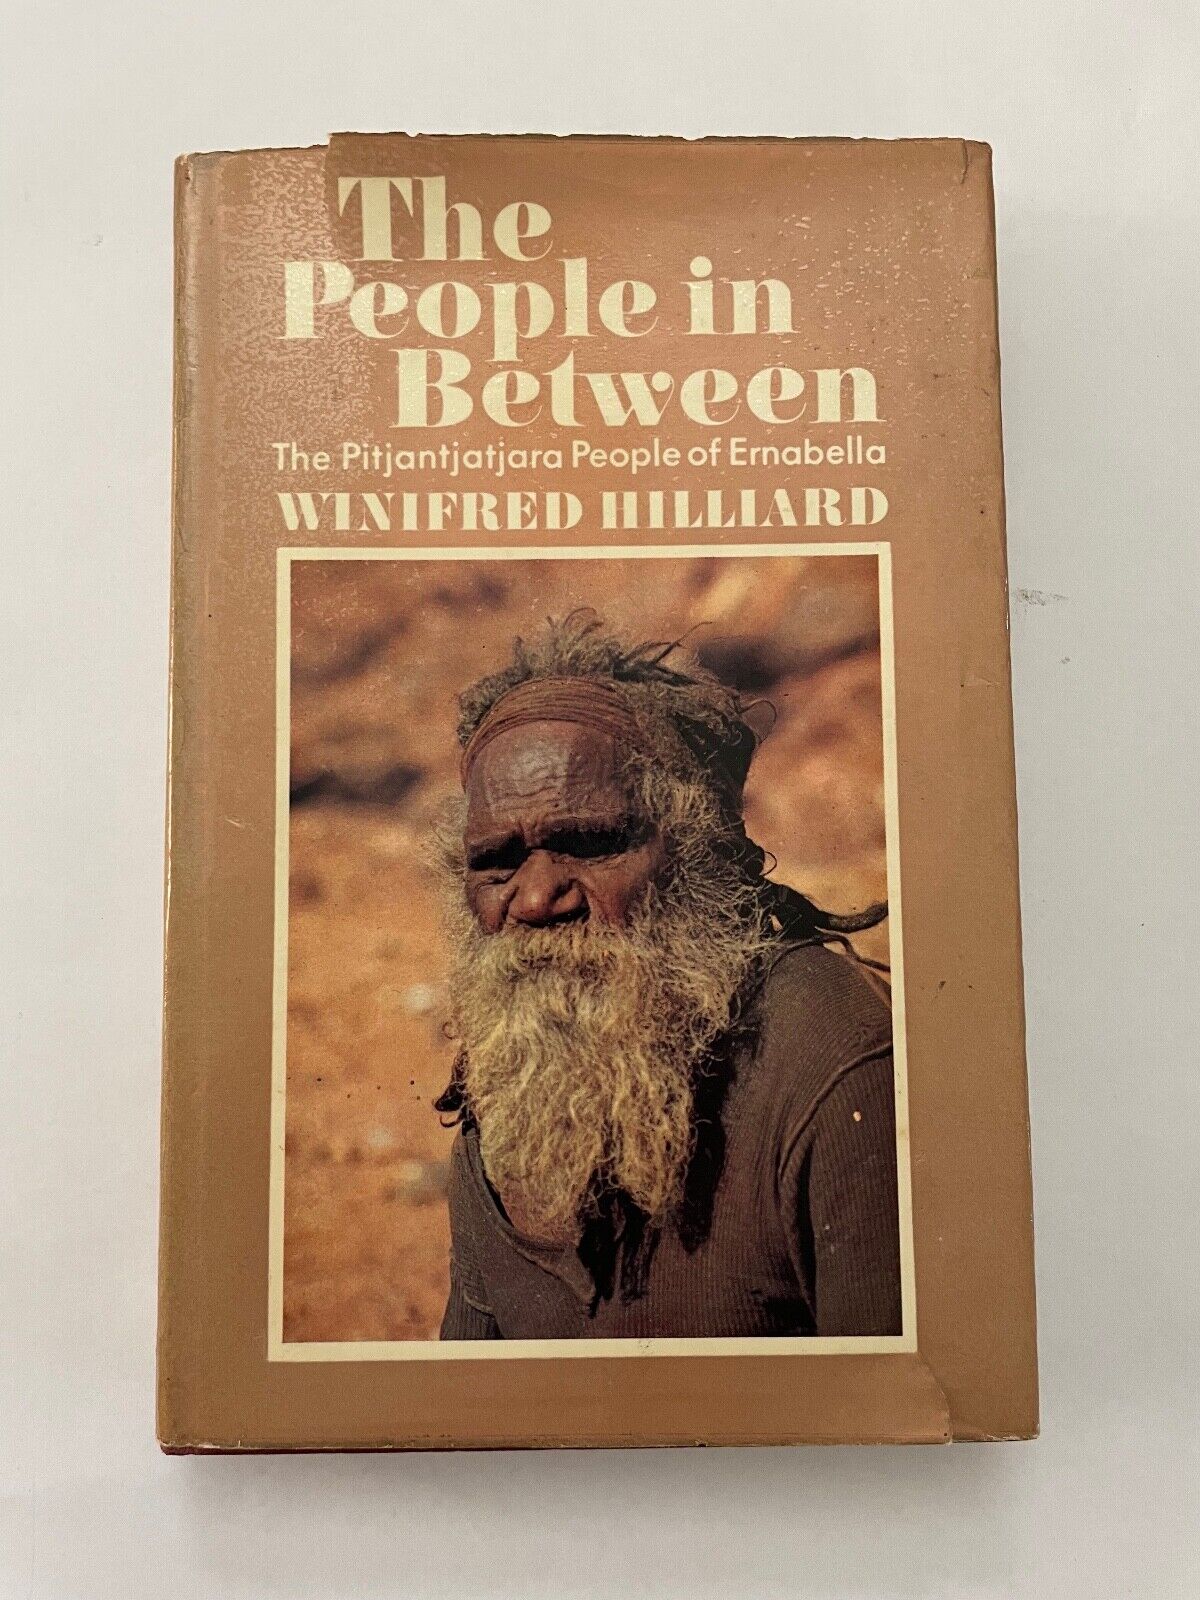 The
People in
Between
The Pitjantjatjara People of Ernabella
WINIFRED HILLIARD